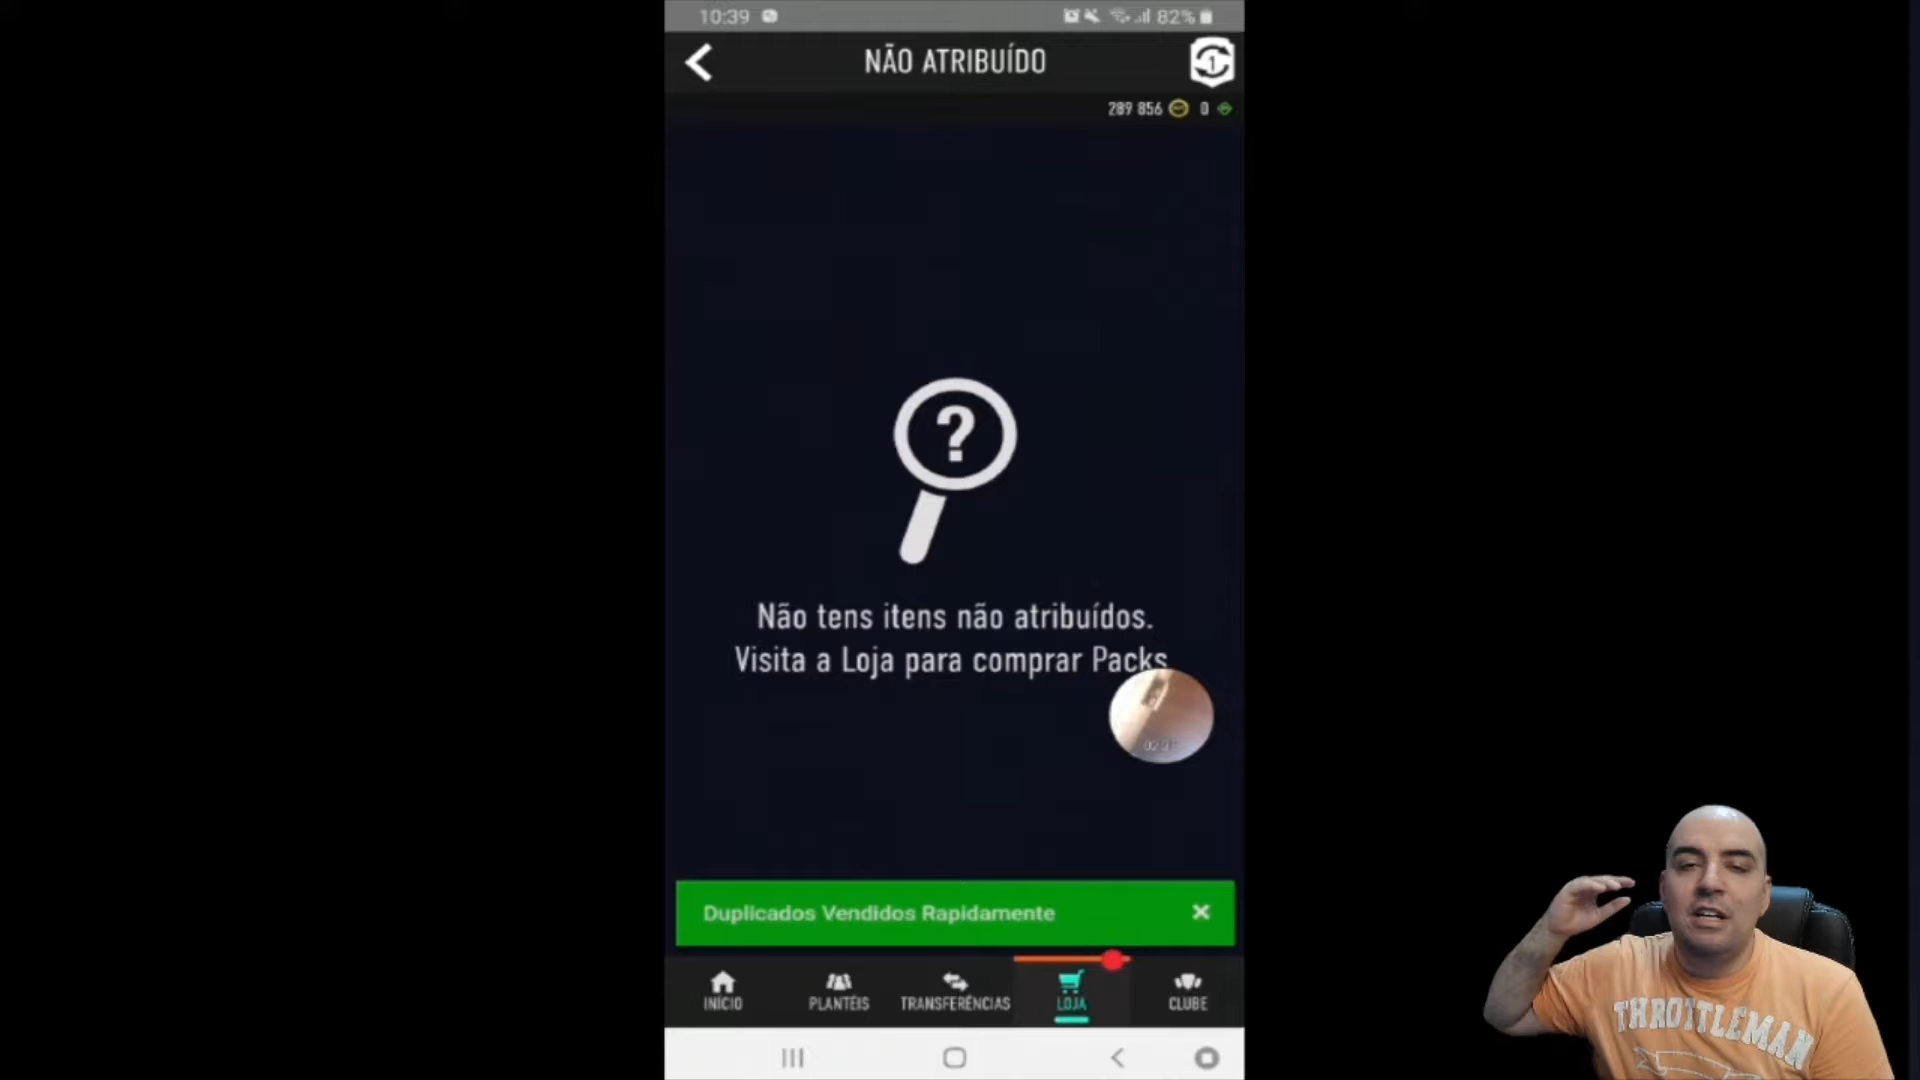 10:39
82%
NÃO ATRIBUÍDO
1
289 856 0
?
Não tens itens não atribuídos.
Visita a Loja para comprar Packs
Duplicados Vendidos Rapidamente
INÍCIO PLANTÉIS TRANSFERÊNCIAS LOJA CLUBE
THROTTLEMAN